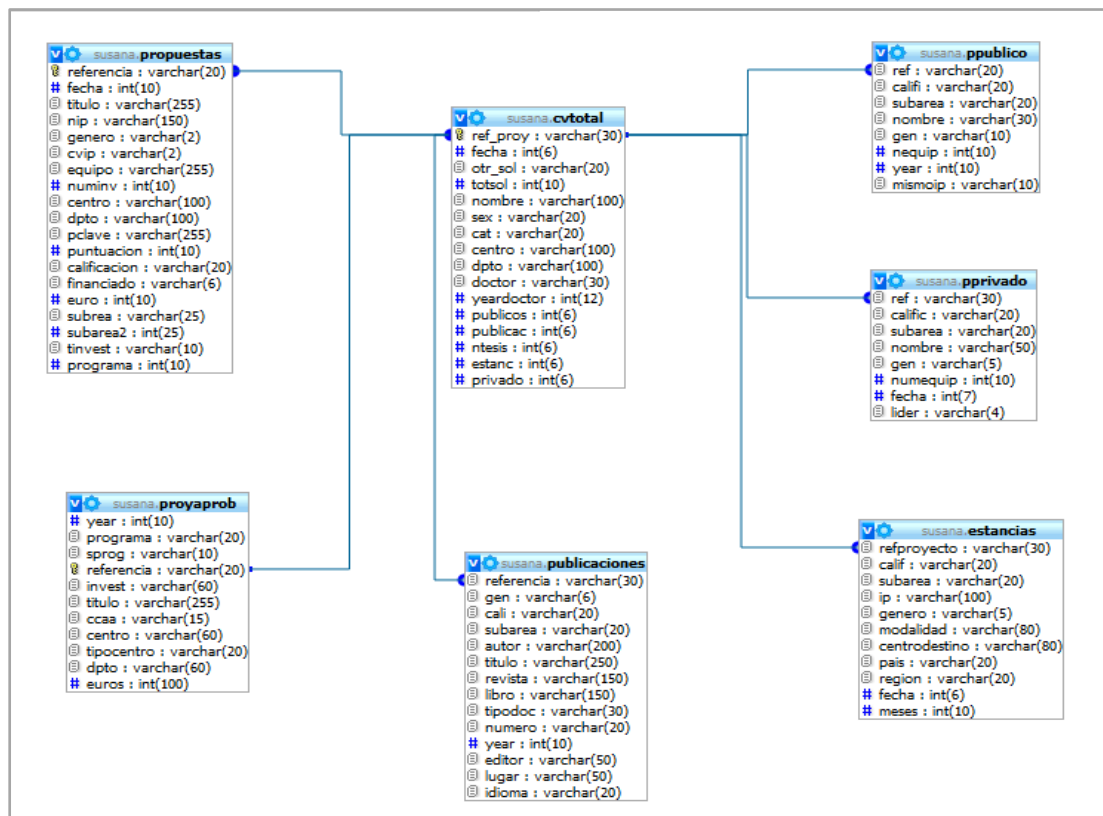 susana.propuestas
referencia : varchar(20)
# fecha : int(10)
titulo : varchar(255)
nip : varchar(150)
genero : varchar(2)
cvip : varchar(2)
equipo : varchar(255)
# numinv : int(10)
centro : varchar(100)
dpto : varchar(100)
pclave : varchar(255)
# puntuacion : int(10)
calificacion : varchar(20)
financiado : varchar(6)
# euro : int(10)
subrea : varchar(25)
# subarea2 : int(25)
tinvest : varchar(10)
# programa : int(10)
susana.cvtotal
ref_proy : varchar(30)
# fecha : int(6)
otr_sol : varchar(20)
# totsol : int(10)
nombre : varchar(100)
sex : varchar(20)
cat : varchar(20)
centro : varchar(100)
dpto : varchar(100)
doctor : varchar(30)
# yeardoctor : int(12)
# publicos : int(6)
# publicac : int(6)
# ntesis : int(6)
# estanc : int(6)
# privado : int(6)
susana.ppublico
ref : varchar(20)
califi : varchar(20)
subarea : varchar(20)
nombre : varchar(30)
gen : varchar(10)
# nequip : int(10)
# year : int(10)
mismoip : varchar(10)
susana.pprivado
ref : varchar(30)
calific : varchar(20)
subarea : varchar(20)
nombre : varchar(50)
gen : varchar(5)
# numequip : int(10)
# fecha : int(7)
lider : varchar(4)
susana.proyaprob
# year : int(10)
programa : varchar(20)
sprog : varchar(10)
referencia : varchar(20)
invest : varchar(60)
titulo : varchar(255)
ccaa : varchar(15)
centro : varchar(60)
tipocentro : varchar(20)
dpto : varchar(60)
# euros : int(100)
susana.publicaciones
referencia : varchar(30)
gen : varchar(6)
cali : varchar(20)
subarea : varchar(20)
autor : varchar(200)
titulo : varchar(250)
revista : varchar(150)
libro : varchar(150)
tipodoc : varchar(30)
numero : varchar(20)
# year : int(10)
editor : varchar(50)
lugar : varchar(50)
idioma : varchar(20)
susana.estancias
refproyecto : varchar(30)
calif : varchar(20)
subarea : varchar(20)
ip : varchar(100)
genero : varchar(5)
modalidad : varchar(80)
centrodestino : varchar(80)
pais : varchar(20)
region : varchar(20)
# fecha : int(6)
# meses : int(10)